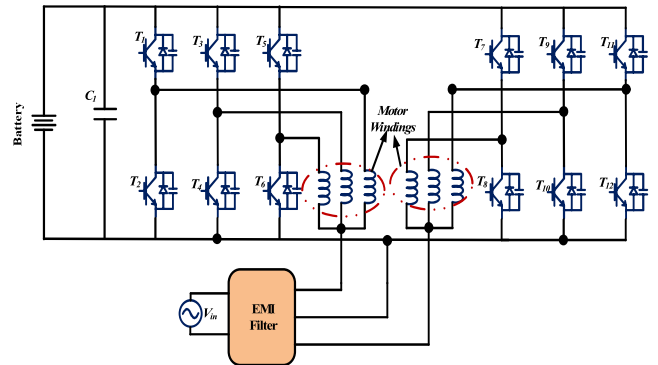 T1
T3
T5
T7
T9
T11
C1
Battery
Motor
Windings
T2
T4
T6
T8
T10
T12
EMI
Filter
Vin